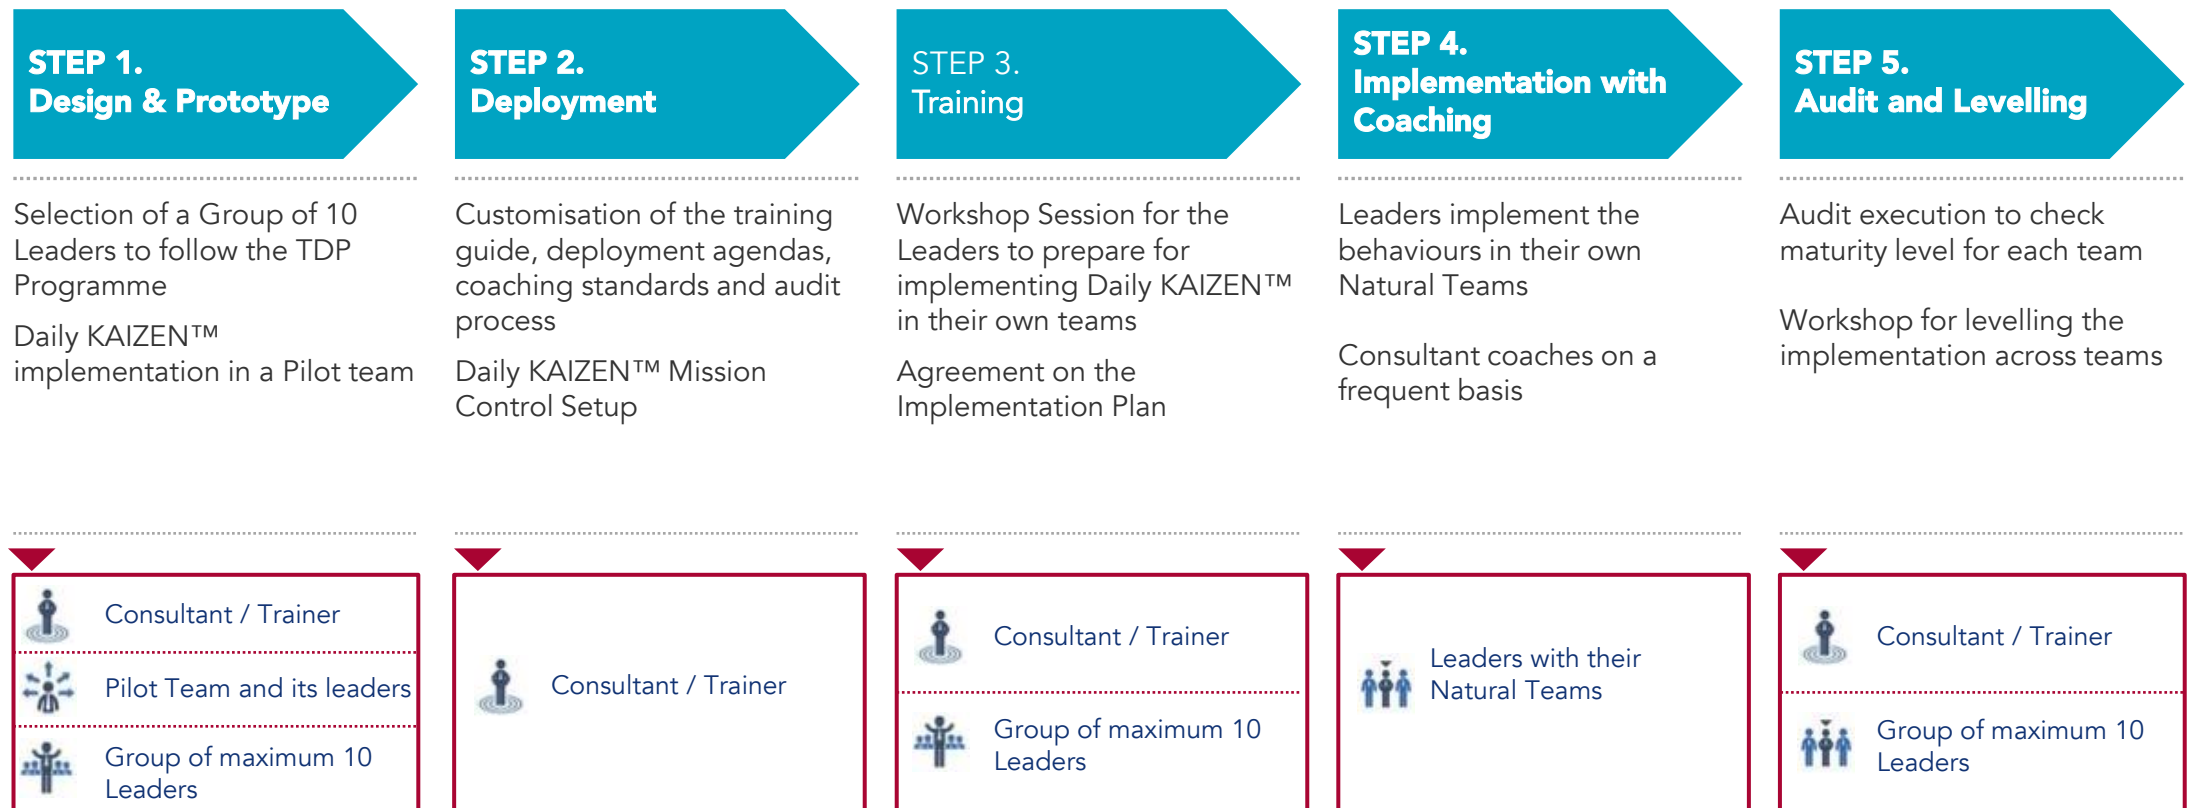 STEP 1.
Design & Prototype
Selection of a Group of 10
Leaders to follow the TDP
Programme
Daily KAIZEN™
implementation in a Pilot team
Consultant / Trainer
Pilot Team and its leaders
Group of maximum 10
Leaders
STEP 2.
Deployment
Customisation of the training
guide, deployment agendas,
coaching standards and audit
process
Daily KAIZEN™ Mission
Control Setup
Consultant / Trainer
STEP 3.
Training
Workshop Session for the
Leaders to prepare for
implementing Daily KAIZEN™
in their own teams
Agreement on the
Implementation Plan
Consultant / Trainer
Group of maximum 10
Leaders
STEP 4.
Implementation with
Coaching
Leaders implement the
behaviours in their own
Natural Teams
Consultant coaches on a
frequent basis
Leaders with their
Natural Teams
STEP 5.
Audit and Levelling
Audit execution to check
maturity level for each team
Workshop for levelling the
implementation across teams
Consultant / Trainer
Group of maximum 10
Leaders